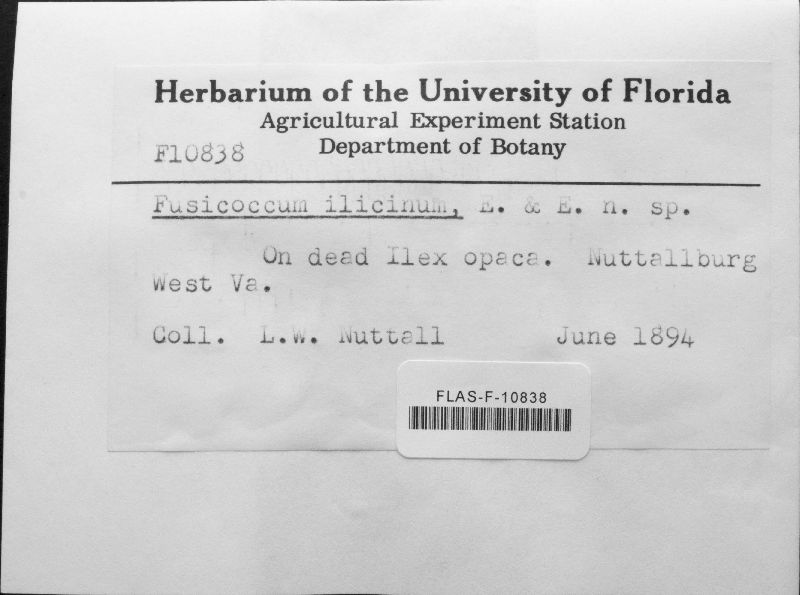 Herbarium of the University of Florida
Agricultural Experiment Station
F10838 Department of Botany
Fusicoccum ilicinum, E. & E. n. sp.
On dead Ilex opaca. Nuttallburg
West Va.
Coll. L.W. Nuttall June 1894
FLAS-F-10838